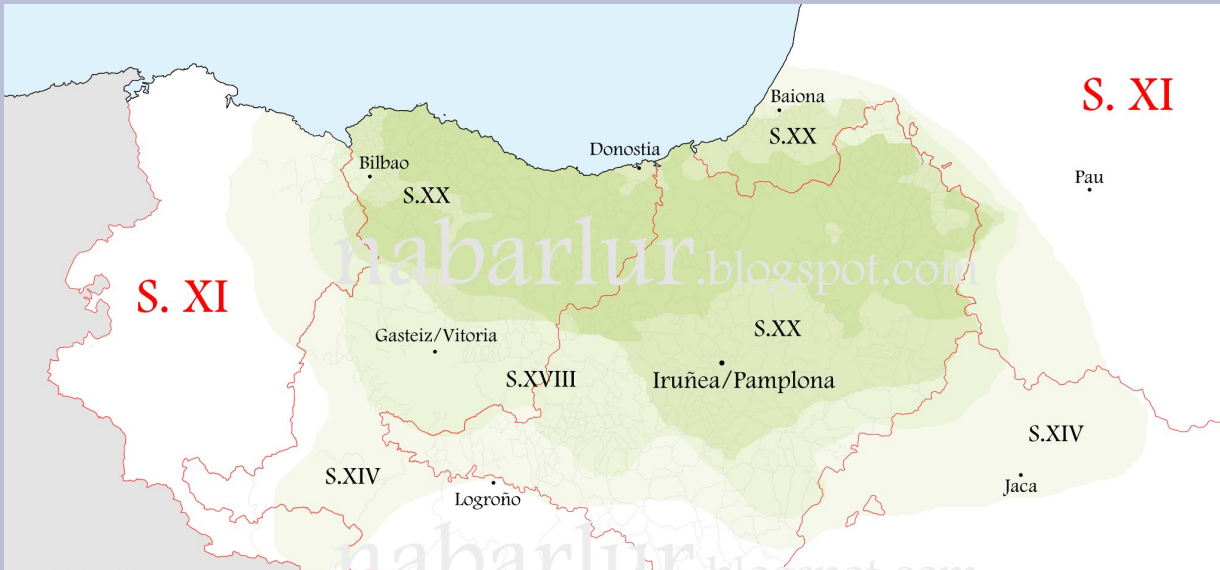 S. XI
Baiona
S.XX
Donostia
Bilbao
Pau
S.XX
nabarlur.blogspot.com
S. XI
S.XX
Gasteiz/Vitoria
Iruñea/Pamplona
S.XVIII
S.XIV
S.XIV
Jaca
Logroño
nabarlur.blogspot.com